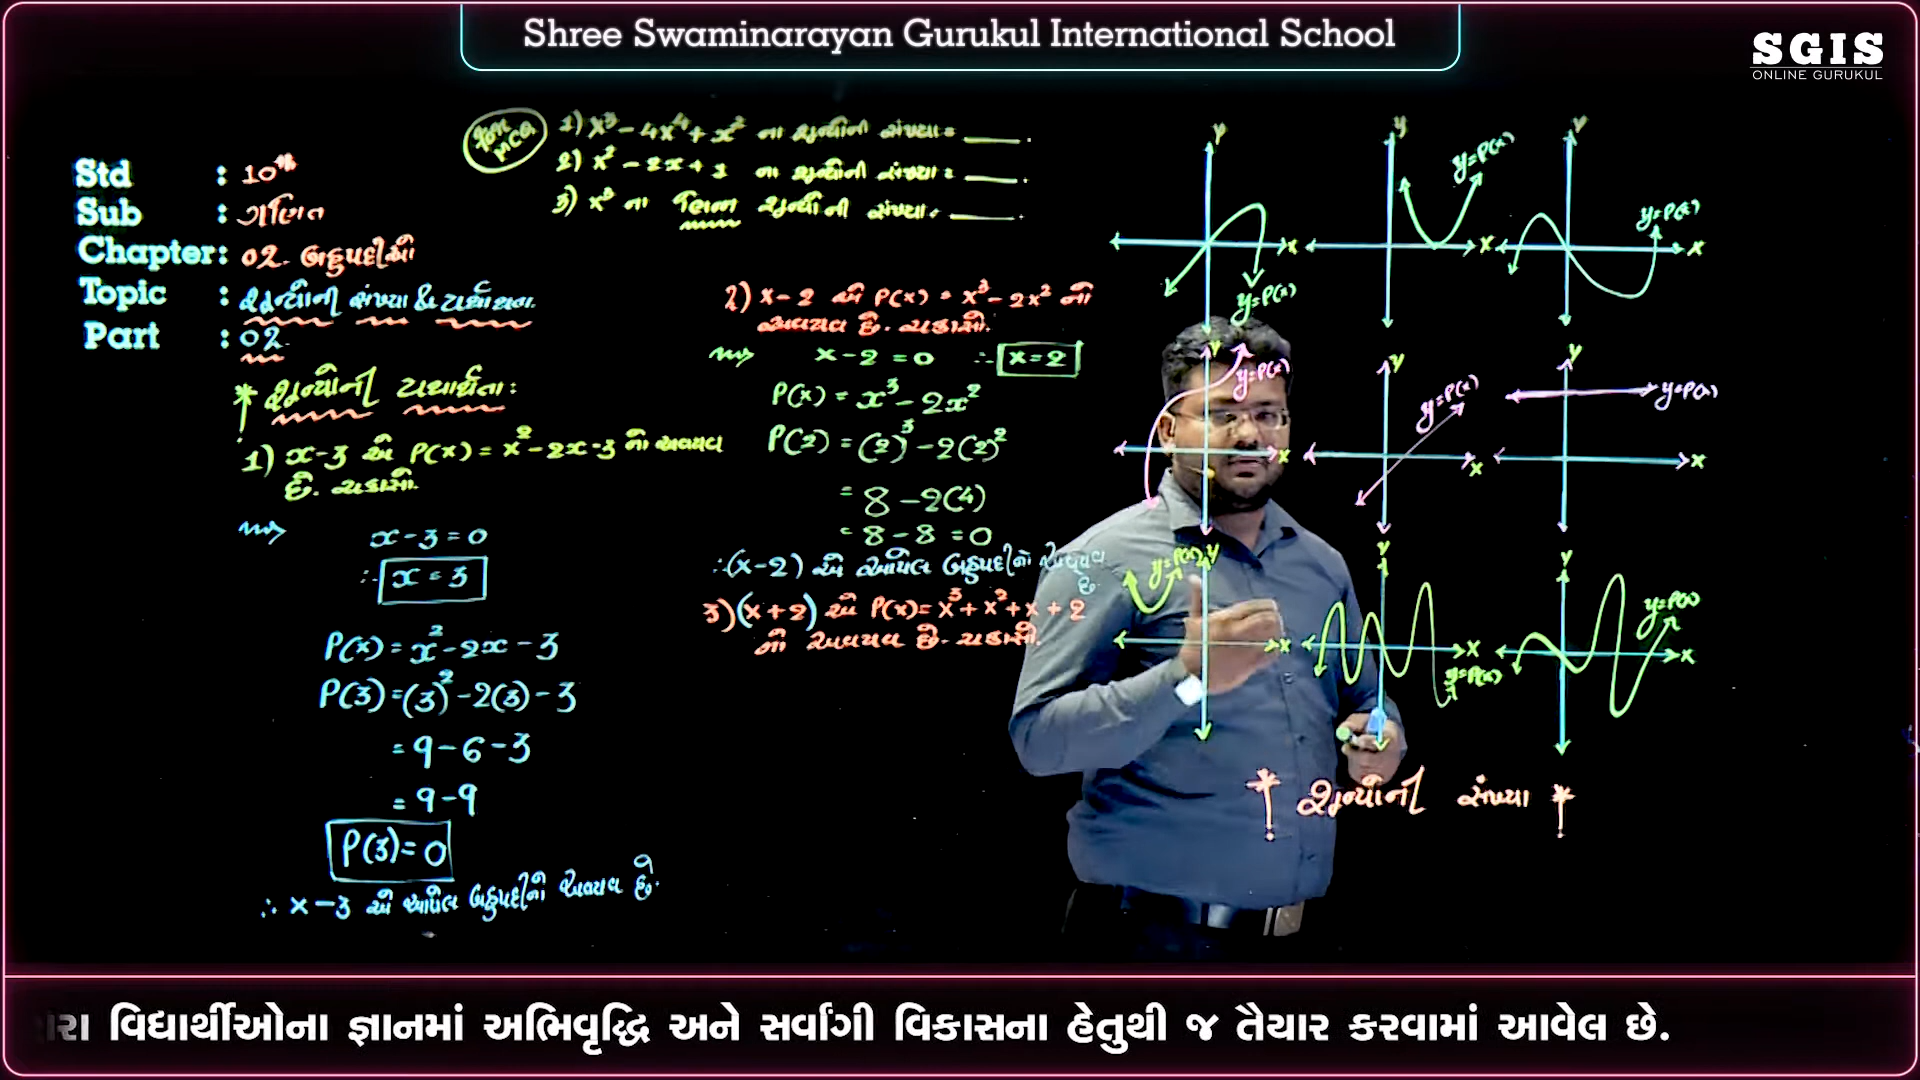 Shree Swaminarayan Gurukul International School
SGIS
ONLINE GURUKUL
Std : 10th
Sub : ગણિત
Chapter : 02. બહુપદીઓ
Topic : શૂન્યોની સંખ્યા & યર્થાથતા.
Part : 02.
1) x³ - 4x⁴ + x² ના શૂન્યોની સંખ્યા = ____.
2) x² - 2x + 1 ના શૂન્યોની સંખ્યા = ____.
3) x³ ના ભિન્ન શૂન્યોની સંખ્યા = ____.
* શૂન્યોની યથાર્થતા :
1) x-3 એ P(x) = x² - 2x - 3 નો અવયવ
છે. ચકાસો.
x - 3 = 0
∴ x = 3
P(x) = x² - 2x - 3
P(3) = (3)² - 2(3) - 3
= 9 - 6 - 3
= 9 - 9
P(3) = 0
∴ x - 3 એ આપેલ બહુપદીનો અવયવ છે.
2) x - 2 એ P(x) = x³ - 2x² નો
અવયવ છે. ચકાસો.
x - 2 = 0 ∴ x = 2
P(x) = x³ - 2x²
P(2) = (2)³ - 2(2)²
= 8 - 2(4)
= 8 - 8 = 0
∴ (x-2) એ આપેલ બહુપદીનો અવયવ
છે.
3) (x+2) એ P(x) = x³ + x² + x + 2
નો અવયવ છે. ચકાસો.
y y y
y=P(x) y=P(x)
x x x
y=P(x)
y y y
y=P(x) y=P(x) y=P(x)
x x x
y=P(x) y y y
y=P(x)
x x x
y=P(x)
* શૂન્યોની સંખ્યા *
રા વિદ્યાર્થીઓના જ્ઞાનમાં અભિવૃદ્ધિ અને સર્વાંગી વિકાસના હેતુથી જ તૈયાર કરવામાં આવેલ છે.